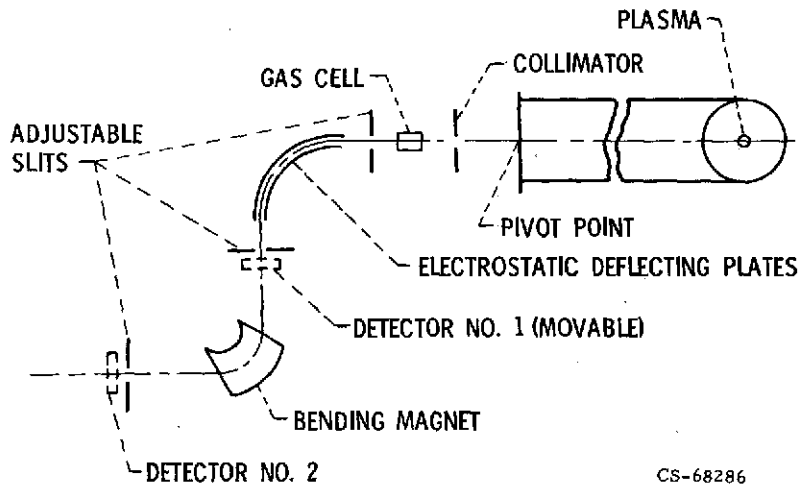 PLASMA
GAS CELL
COLLIMATOR
ADJUSTABLE
SLITS
PIVOT POINT
ELECTROSTATIC DEFLECTING PLATES
DETECTOR NO. 1 (MOVABLE)
BENDING MAGNET
DETECTOR NO. 2
CS-68286